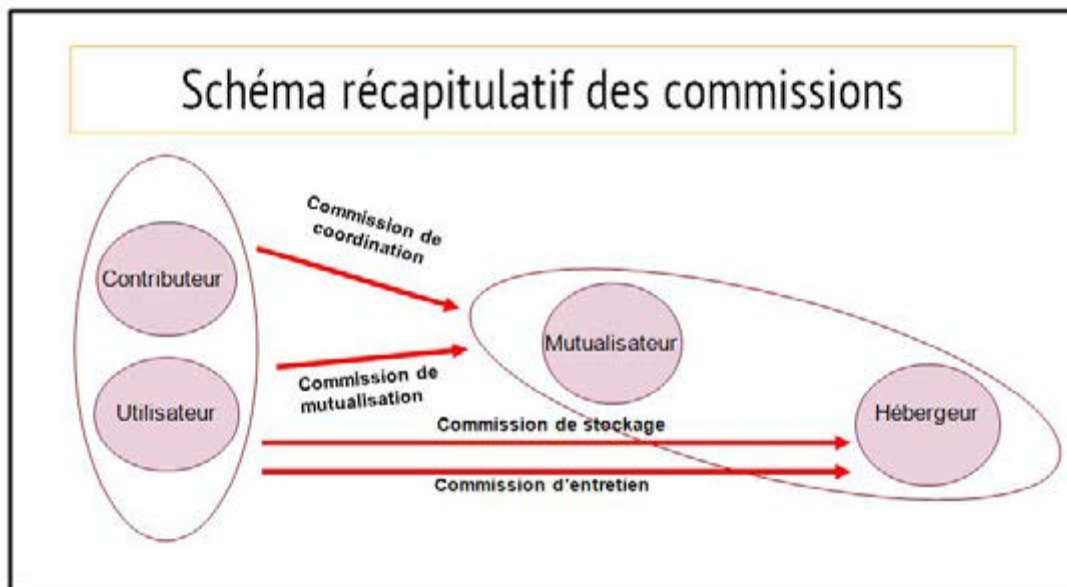 Schéma récapitulatif des commissions
Commission de
coordination
Contributeur
Mutualisateur
Commission de
mutualisation
Utilisateur
Hébergeur
Commission de stockage
Commission d'entretien